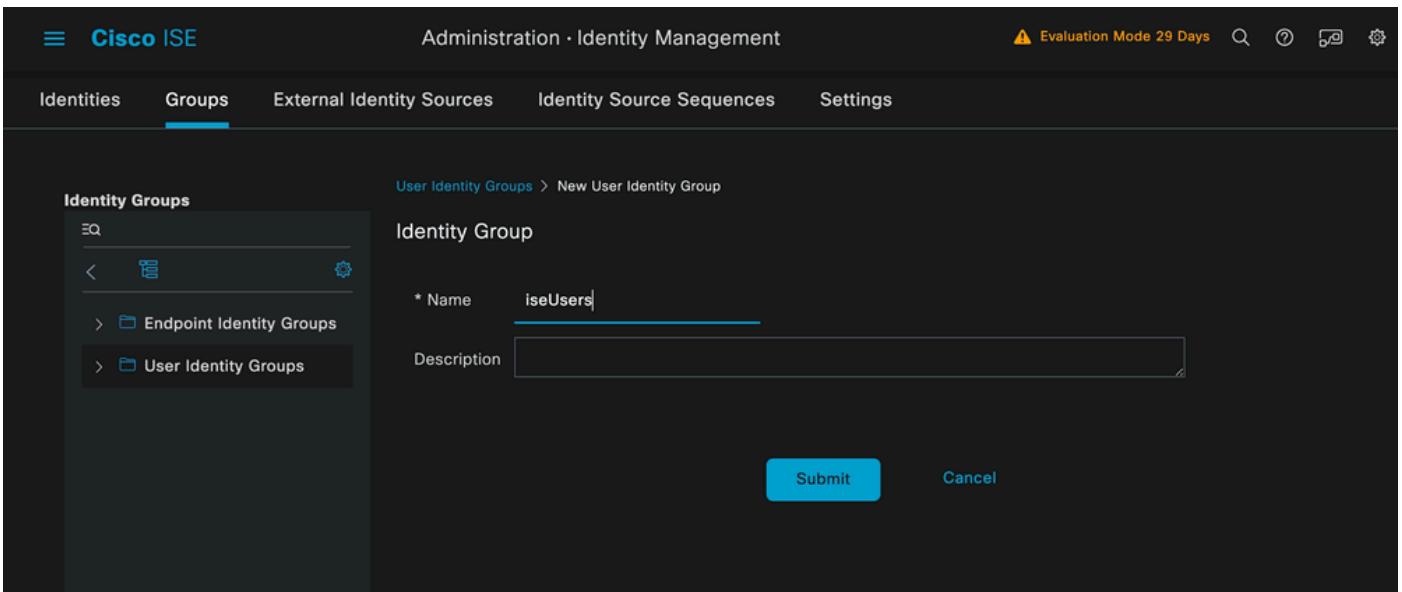 Cisco ISE
Administration · Identity Management
Evaluation Mode 29 Days
Identities
Groups
External Identity Sources
Identity Source Sequences
Settings
Identity Groups
Endpoint Identity Groups
User Identity Groups
User Identity Groups > New User Identity Group
Identity Group
* Name iseUsers
Description
Submit
Cancel